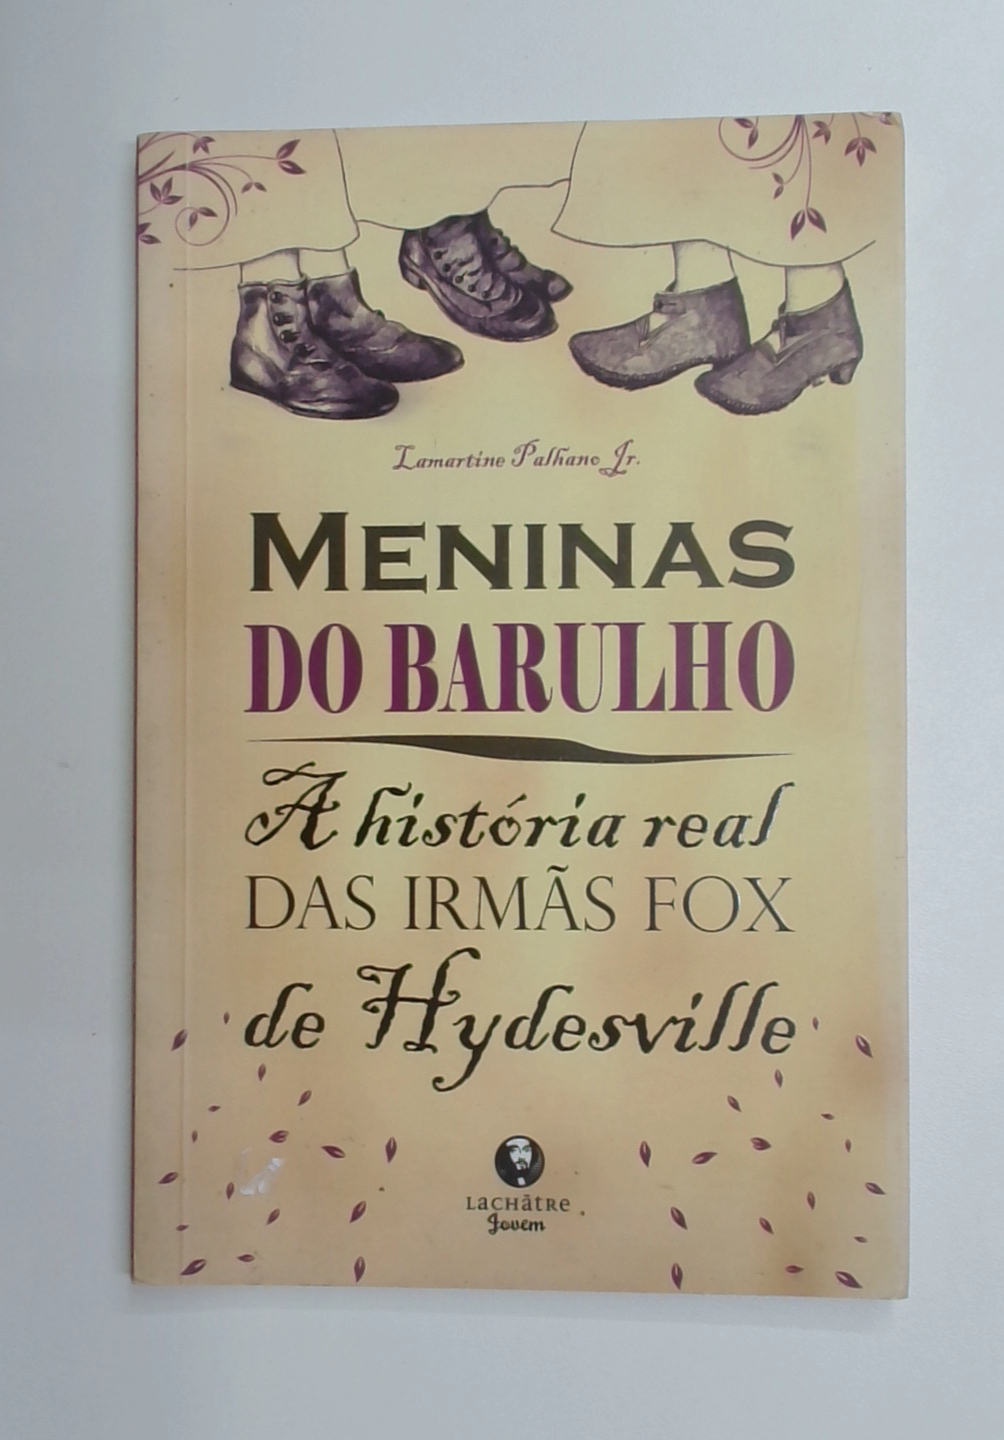 Lamartine Palhano Jr.
MENINAS
DO BARULHO
A história real
DAS IRMÃS FOX
de Hydesville
LACHÂTRE
Jovem